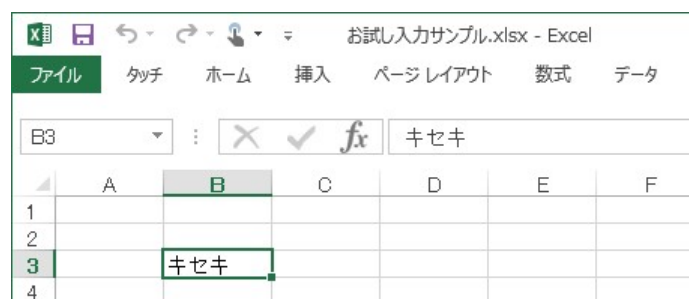 お試し入力サンプル.xlsx - Excel
ファイル タッチ ホーム 挿入 ページ レイアウト 数式 データ
B3 fx キセキ
A B C D E F
1
2
3 キセキ
4